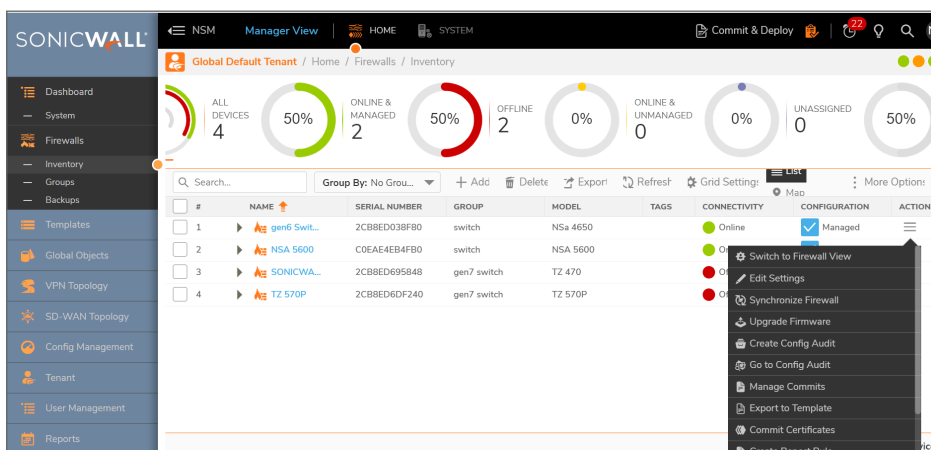 SONICWALL
NSM
Manager View
HOME
SYSTEM
Commit & Deploy
22
Global Default Tenant / Home / Firewalls / Inventory
Dashboard
System
Firewalls
Inventory
Groups
Backups
Templates
Global Objects
VPN Topology
SD-WAN Topology
Config Management
Tenant
User Management
Reports
ALL DEVICES
4
50%
ONLINE & MANAGED
2
50%
OFFLINE
2
0%
ONLINE & UNMANAGED
0
0%
UNASSIGNED
0
50%
Search...
Group By: No Grou...
Add
Delete
Export
Refresh
Grid Settings
List
Map
More Options
# NAME SERIAL NUMBER GROUP MODEL TAGS CONNECTIVITY CONFIGURATION ACTION
1 gen6 Swit... 2CB8ED038F80 switch NSa 4650 Online Managed
2 NSA 5600 C0EAE4EB4FB0 switch NSA 5600
3 SONICWA... 2CB8ED695848 gen7 switch TZ 470
4 TZ 570P 2CB8ED6DF240 gen7 switch TZ 570P
Switch to Firewall View
Edit Settings
Synchronize Firewall
Upgrade Firmware
Create Config Audit
Go to Config Audit
Manage Commits
Export to Template
Commit Certificates